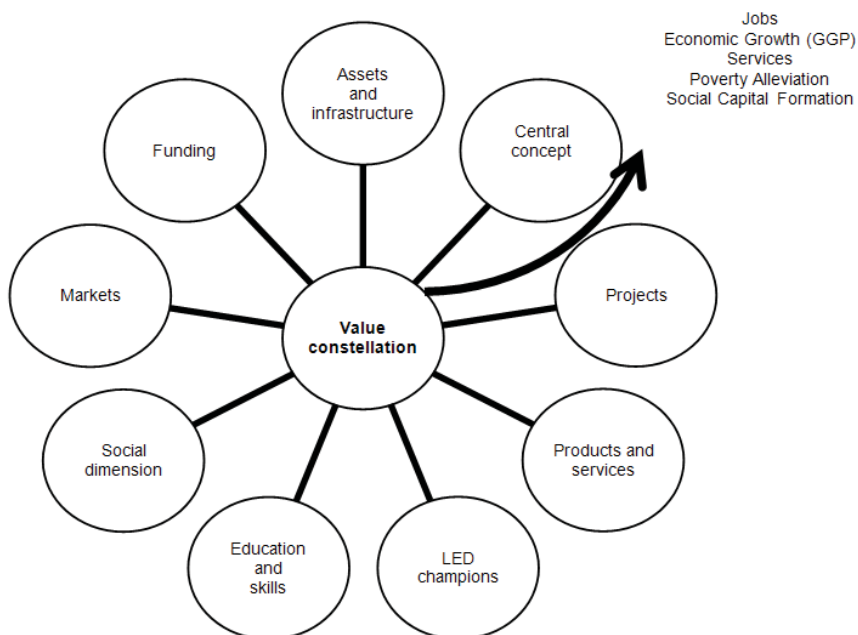 Jobs
Economic Growth (GGP)
Services
Poverty Alleviation
Social Capital Formation
Assets
and
infrastructure
Central
concept
Funding
Markets
Projects
Value
constellation
Social
dimension
Products and
services
Education
and
skills
LED
champions